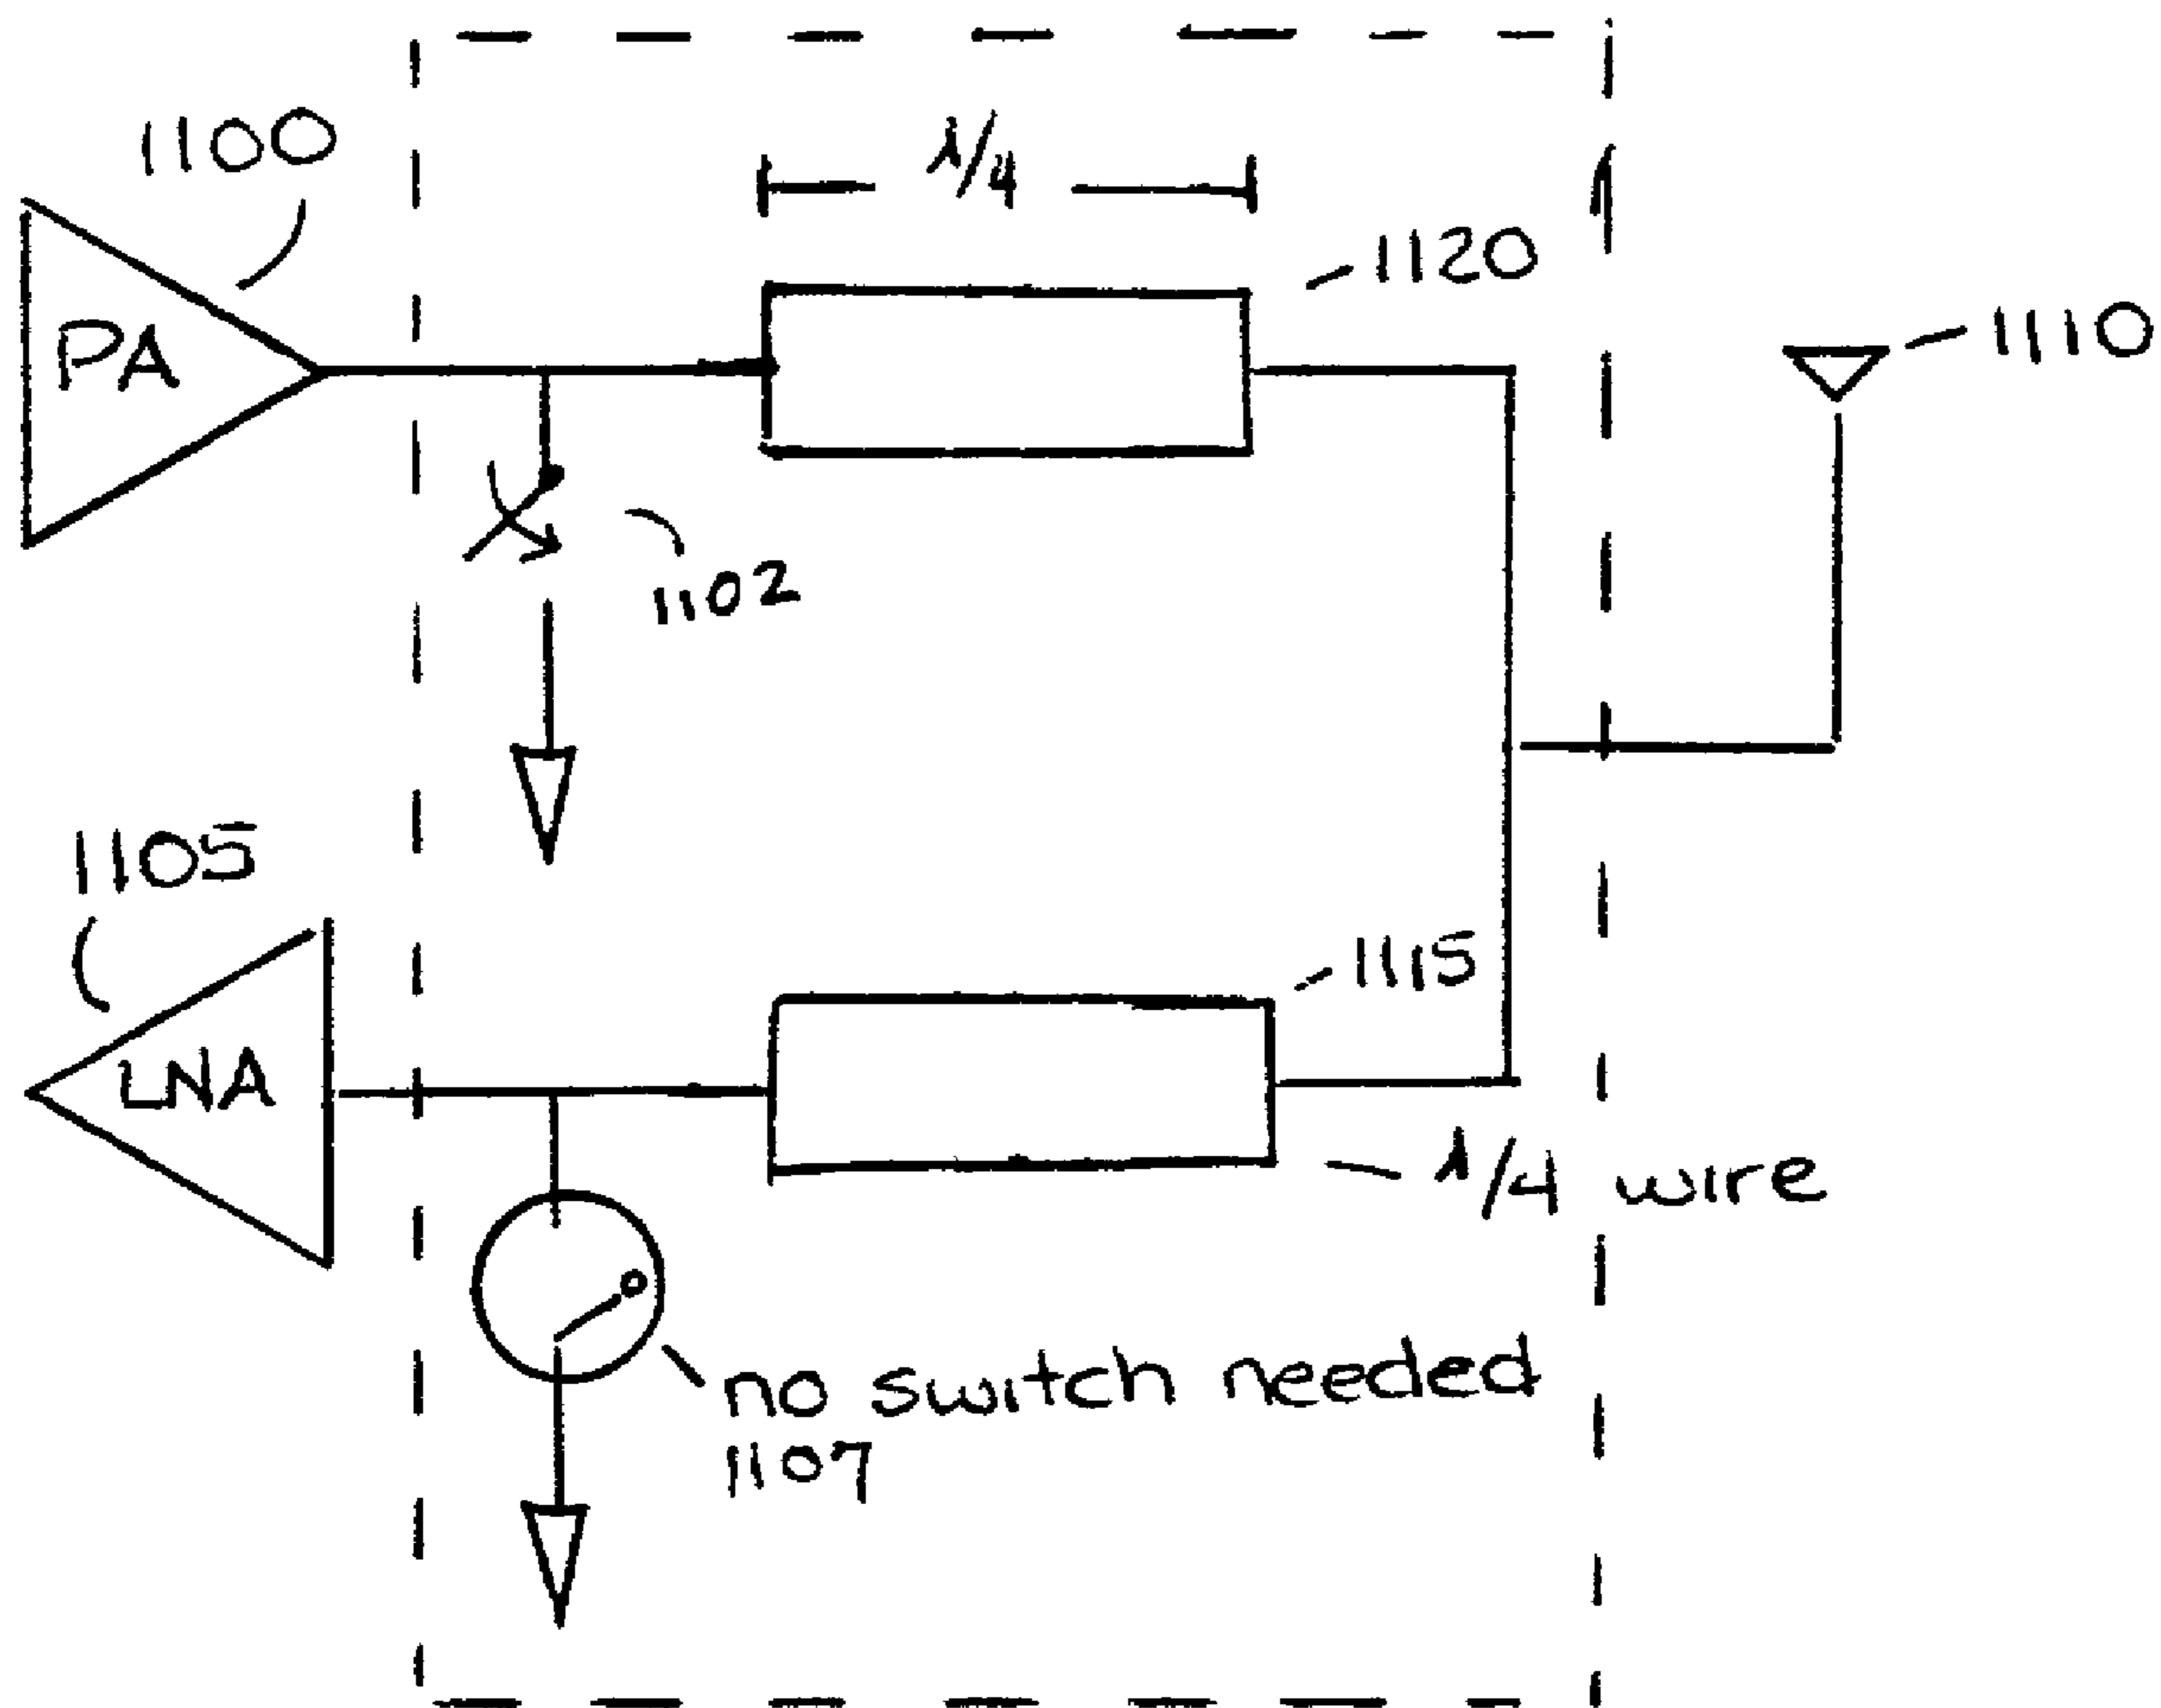 1100
λ/4
1120
1110
PA
1102
1105
1115
LNA
λ/4 wire
no switch needed
1107